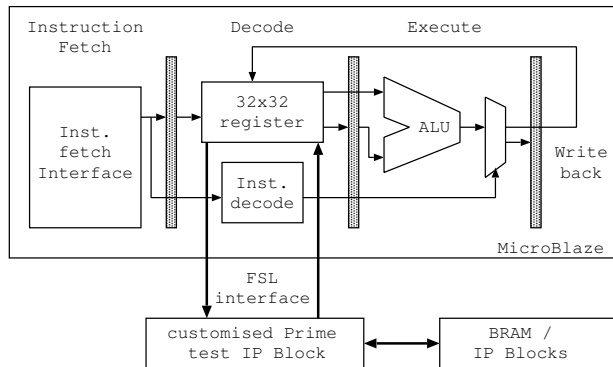 Instruction
Fetch
Decode
Execute
32x32
register
Inst.
fetch
Interface
ALU
Inst.
decode
Write
back
MicroBlaze
FSL
interface
customised Prime
test IP Block
BRAM /
IP Blocks